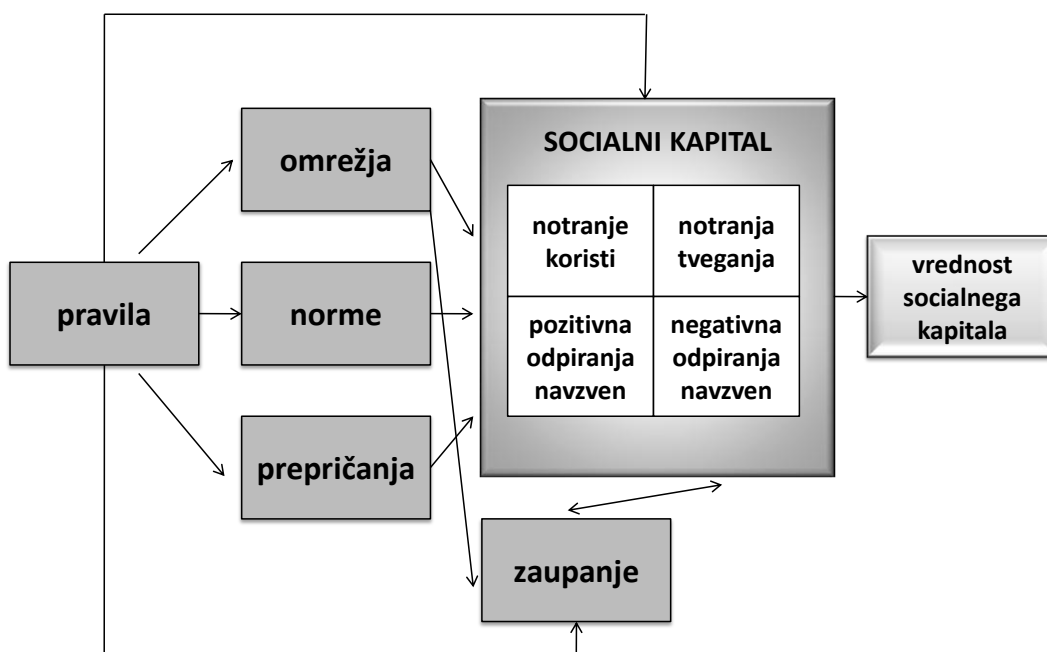 SOCIALNI KAPITAL
omrežja
notranje
koristi
notranja
tveganja
pravila
norme
pozitivna
odpiranja
navzven
negativna
odpiranja
navzven
vrednost
socialnega
kapitala
prepričanja
zaupanje